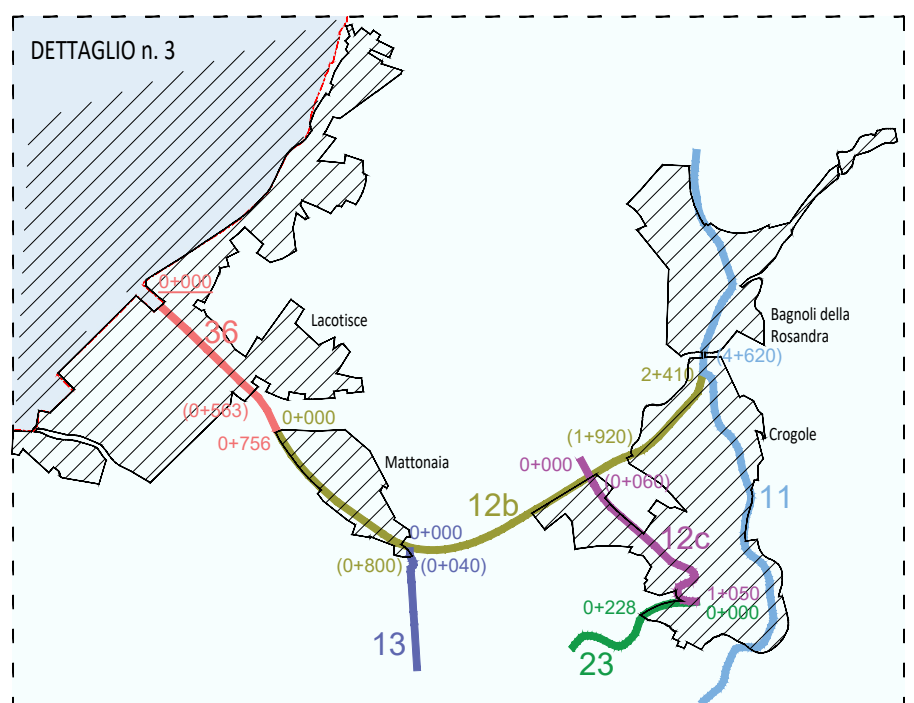 DETTAGLIO n. 3
0+000
36
Lacotisce
Bagnoli della
Rosandra
(4+620)
2+410
(0+553)
0+000
0+756
(1+920)
Crogole
Mattonaia
0+000
(0+060)
12b
11
0+000
12c
(0+800)
(0+040)
1+050
0+228
0+000
13
23